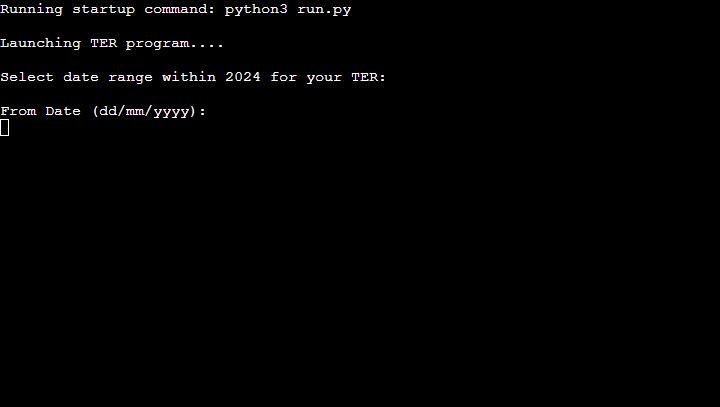 Running startup command: python3 run.py
Launching TER program....
Select date range within 2024 for your TER:
From Date (dd/mm/yyyy):